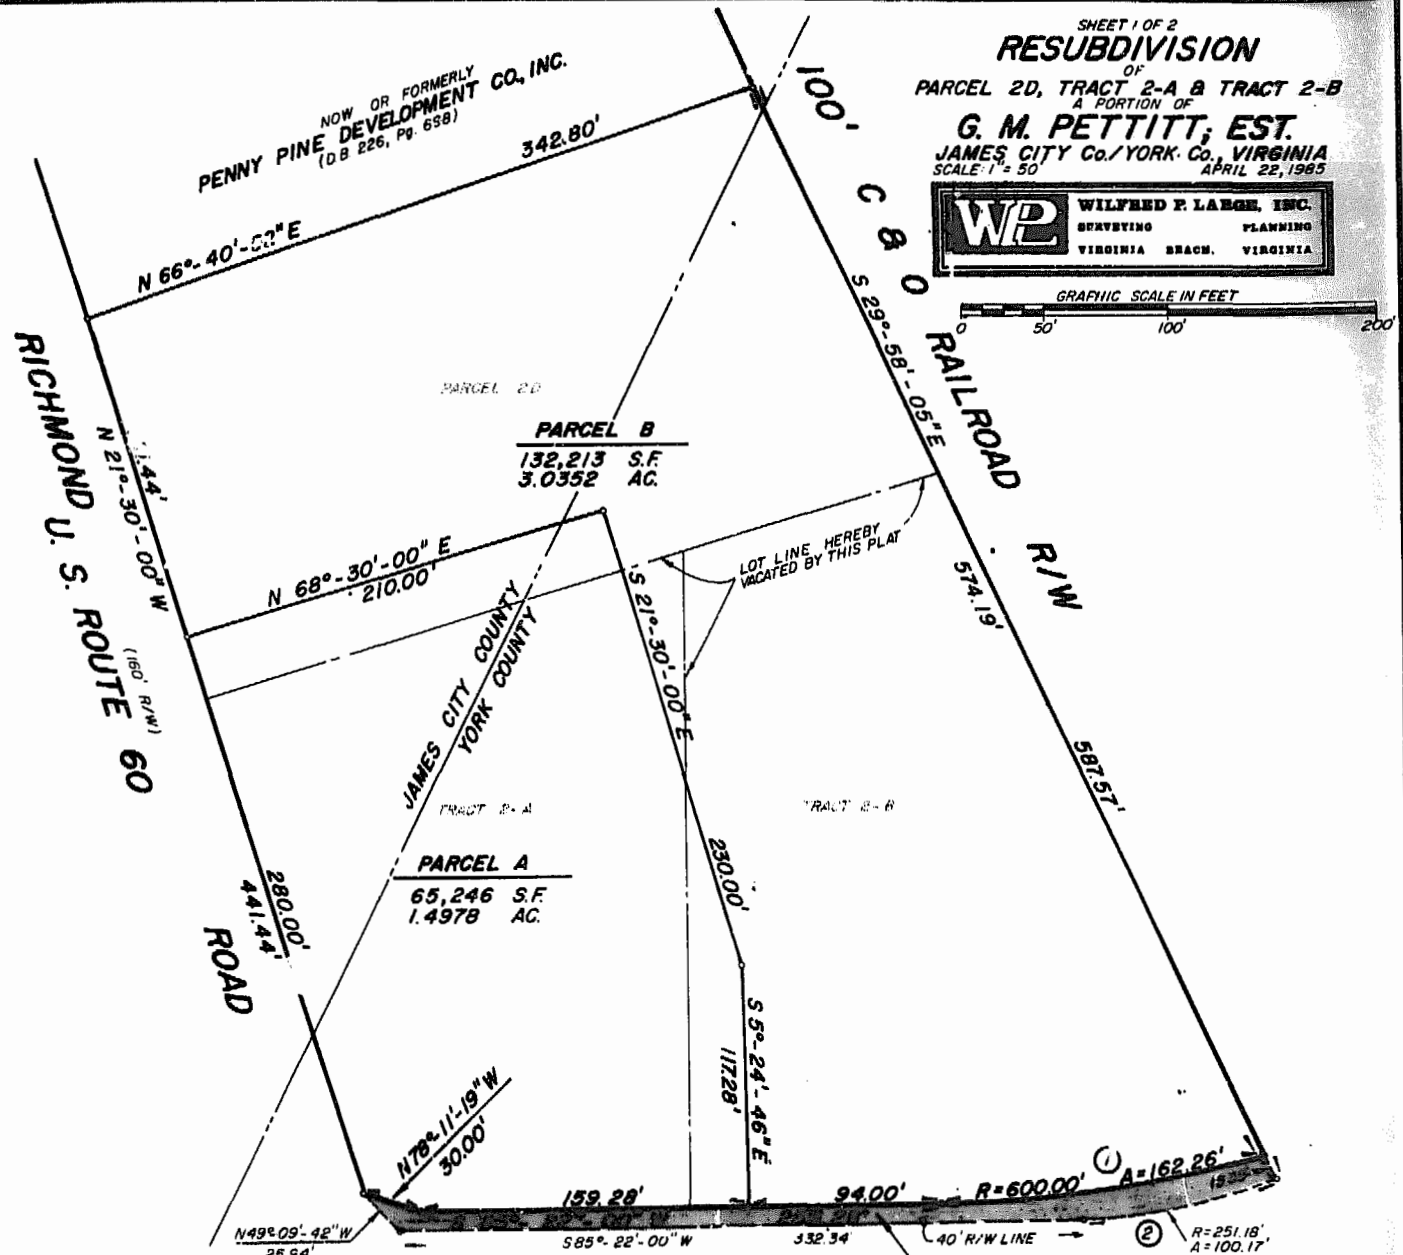 SHEET 1 OF 2
RESUBDIVISION
OF
PARCEL 2D, TRACT 2-A & TRACT 2-B
A PORTION OF
G. M. PETTITT, EST.
JAMES CITY Co./YORK Co., VIRGINIA
SCALE: 1" = 50'
APRIL 22, 1985
WPL
WILFRED P. LARGE, INC.
SURVEYING PLANNING
VIRGINIA BEACH, VIRGINIA
GRAPHIC SCALE IN FEET
0 50' 100' 200'
NOW OR FORMERLY
PENNY PINE DEVELOPMENT CO., INC.
(D.B. 226, Pg. 698)
342.80'
N 66°-40'- E
100' C & O RAILROAD R/W
S 29°-58'-05" E
574.19'
587.57'
RICHMOND ROAD
U. S. ROUTE 60
(160' R/W)
N 21°-30'-00" W
PARCEL 2D
PARCEL B
132,213 S.F.
3.0352 AC.
N 68°-30'-00" E
210.00'
LOT LINE HEREBY
VACATED BY THIS PLAT
S 21°-30'-00" E
230.00'
JAMES CITY COUNTY
YORK COUNTY
TRACT 2-A
TRACT 2-B
PARCEL A
65,246 S.F.
1.4978 AC.
280.00'
441.44'
S 5°-24'-46" E
117.28'
N78°-11'-19" W
30.00'
159.28'
94.00'
R=600.00'
1
A=162.26'
N49°-09'-42" W
S85°-22'-00" W
332.34'
40' R/W LINE
2
R=251.18'
A=100.17'